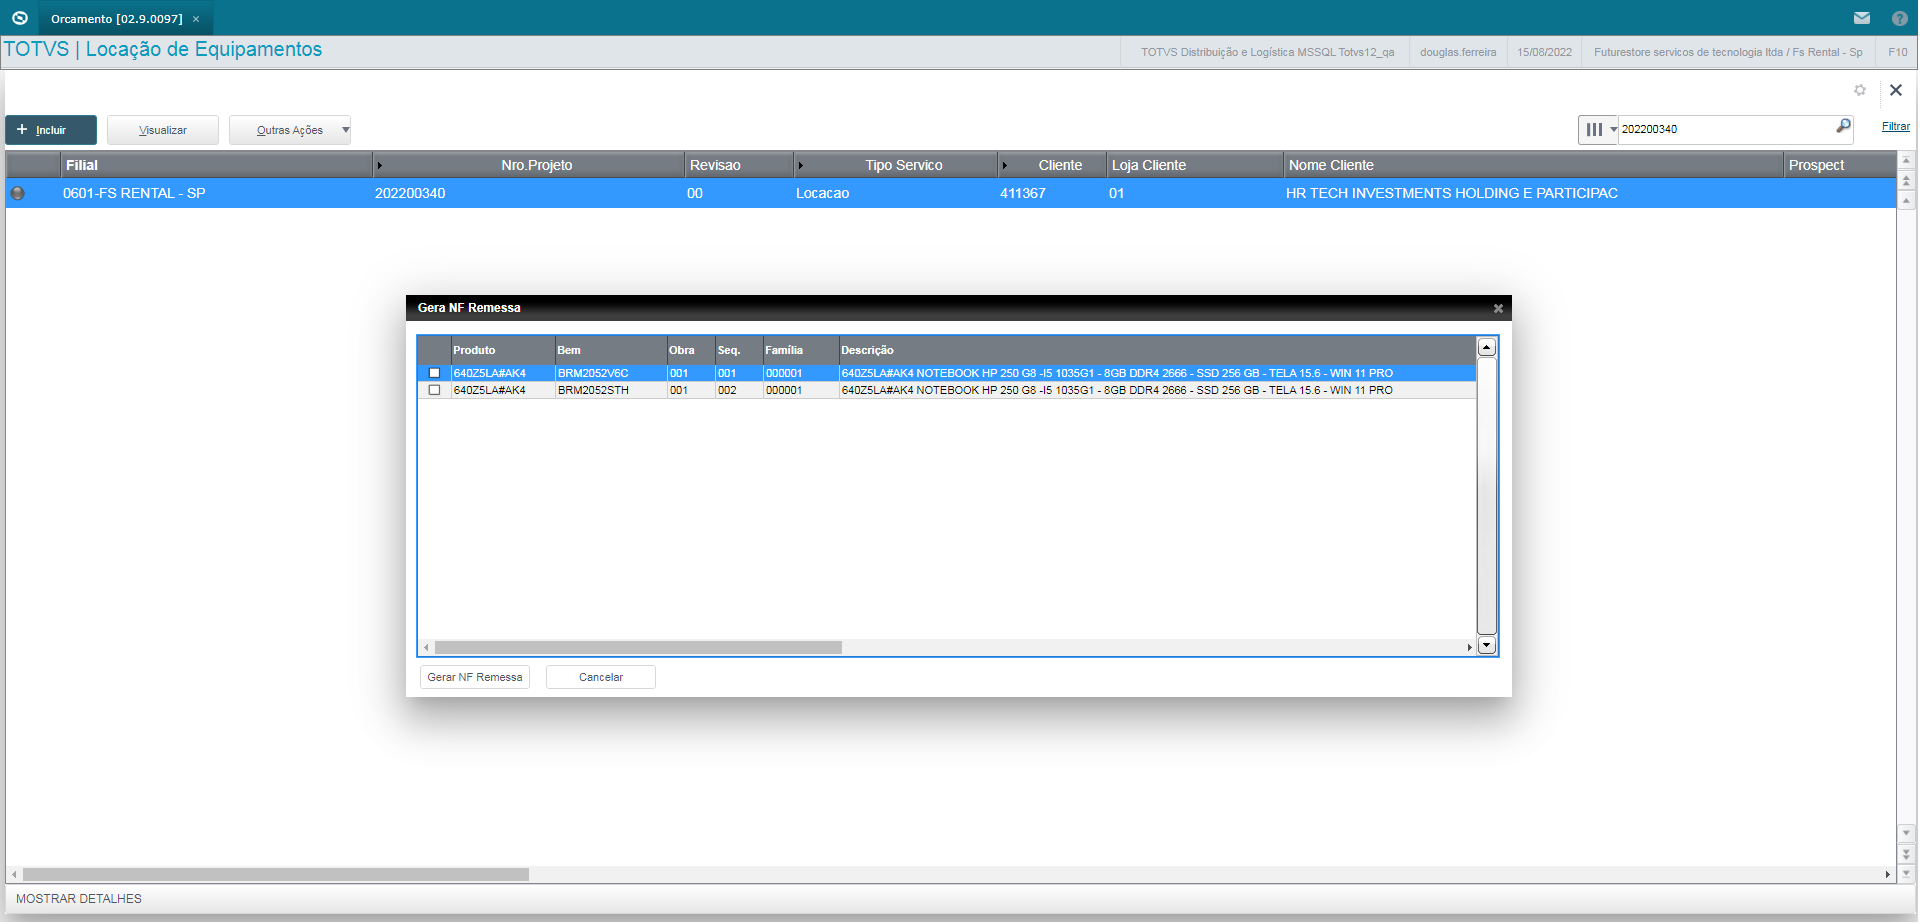 Orcamento [02.9.0097] ×
TOTVS | Locação de Equipamentos
TOTVS Distribuição e Logística MSSQL Totvs12_qa
douglas.ferreira
15/08/2022
Futurestore servicos de tecnologia ltda / Fs Rental - Sp
F10
+ Incluir
Visualizar
Outras Ações
202200340
Filtrar
Filial Nro.Projeto Revisao Tipo Servico Cliente Loja Cliente Nome Cliente Prospect
0601-FS RENTAL - SP 202200340 00 Locacao 411367 01 HR TECH INVESTMENTS HOLDING E PARTICIPAC
Gera NF Remessa
Produto Bem Obra Seq. Família Descrição
640Z5LA#AK4 BRM2052V6C 001 001 000001 640Z5LA#AK4 NOTEBOOK HP 250 G8 -I5 1035G1 - 8GB DDR4 2666 - SSD 256 GB - TELA 15.6 - WIN 11 PRO
640Z5LA#AK4 BRM2052STH 001 002 000001 640Z5LA#AK4 NOTEBOOK HP 250 G8 -I5 1035G1 - 8GB DDR4 2666 - SSD 256 GB - TELA 15.6 - WIN 11 PRO
Gerar NF Remessa
Cancelar
MOSTRAR DETALHES